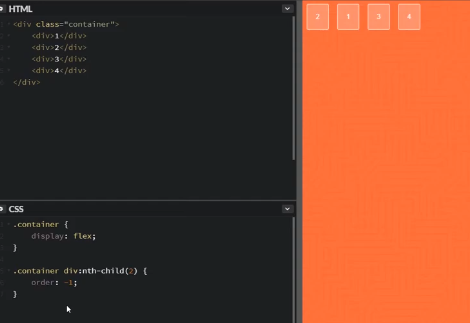 HTML
<div class="container">
<div>1</div>
<div>2</div>
<div>3</div>
<div>4</div>
</div>
CSS
.container {
display: flex;
}
.container div:nth-child(2) {
order: -1;
}
2 1 3 4